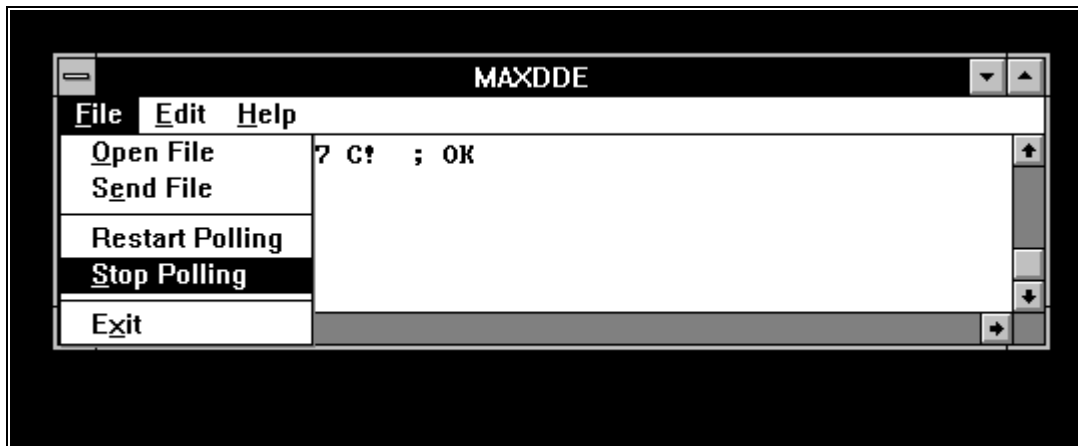 MAXDDE
File Edit Help
Open File
7 C! ; OK
Send File
Restart Polling
Stop Polling
Exit